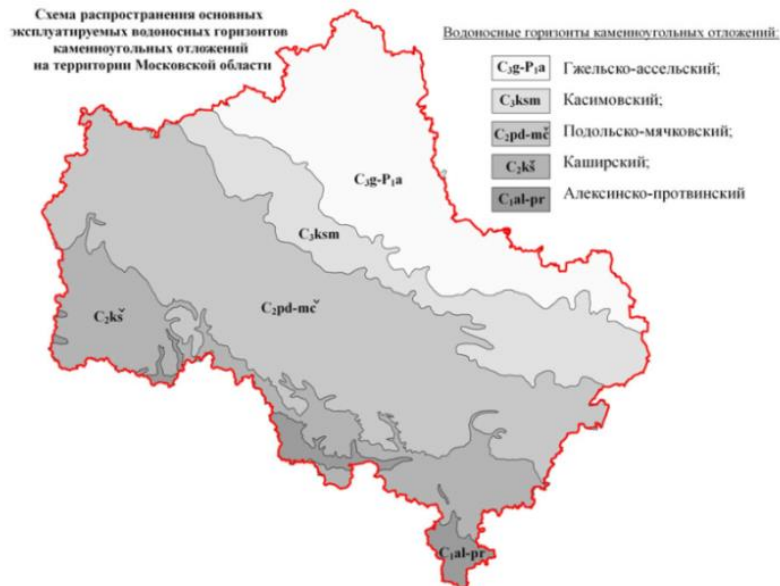 Схема распространения основных
эксплуатируемых водоносных горизонтов
каменноугольных отложений
на территории Московской области
Водоносные горизонты каменноугольных отложений:
C₃g-P₁a Гжельско-ассельский;
C₃ksm Касимовский;
C₂pd-mč Подольско-мячковский;
C₂kš Каширский;
C₁al-pr Алексинско-протвинский
C₃g-P₁a
C₃ksm
C₂pd-mč
C₂kš
C₁al-pr